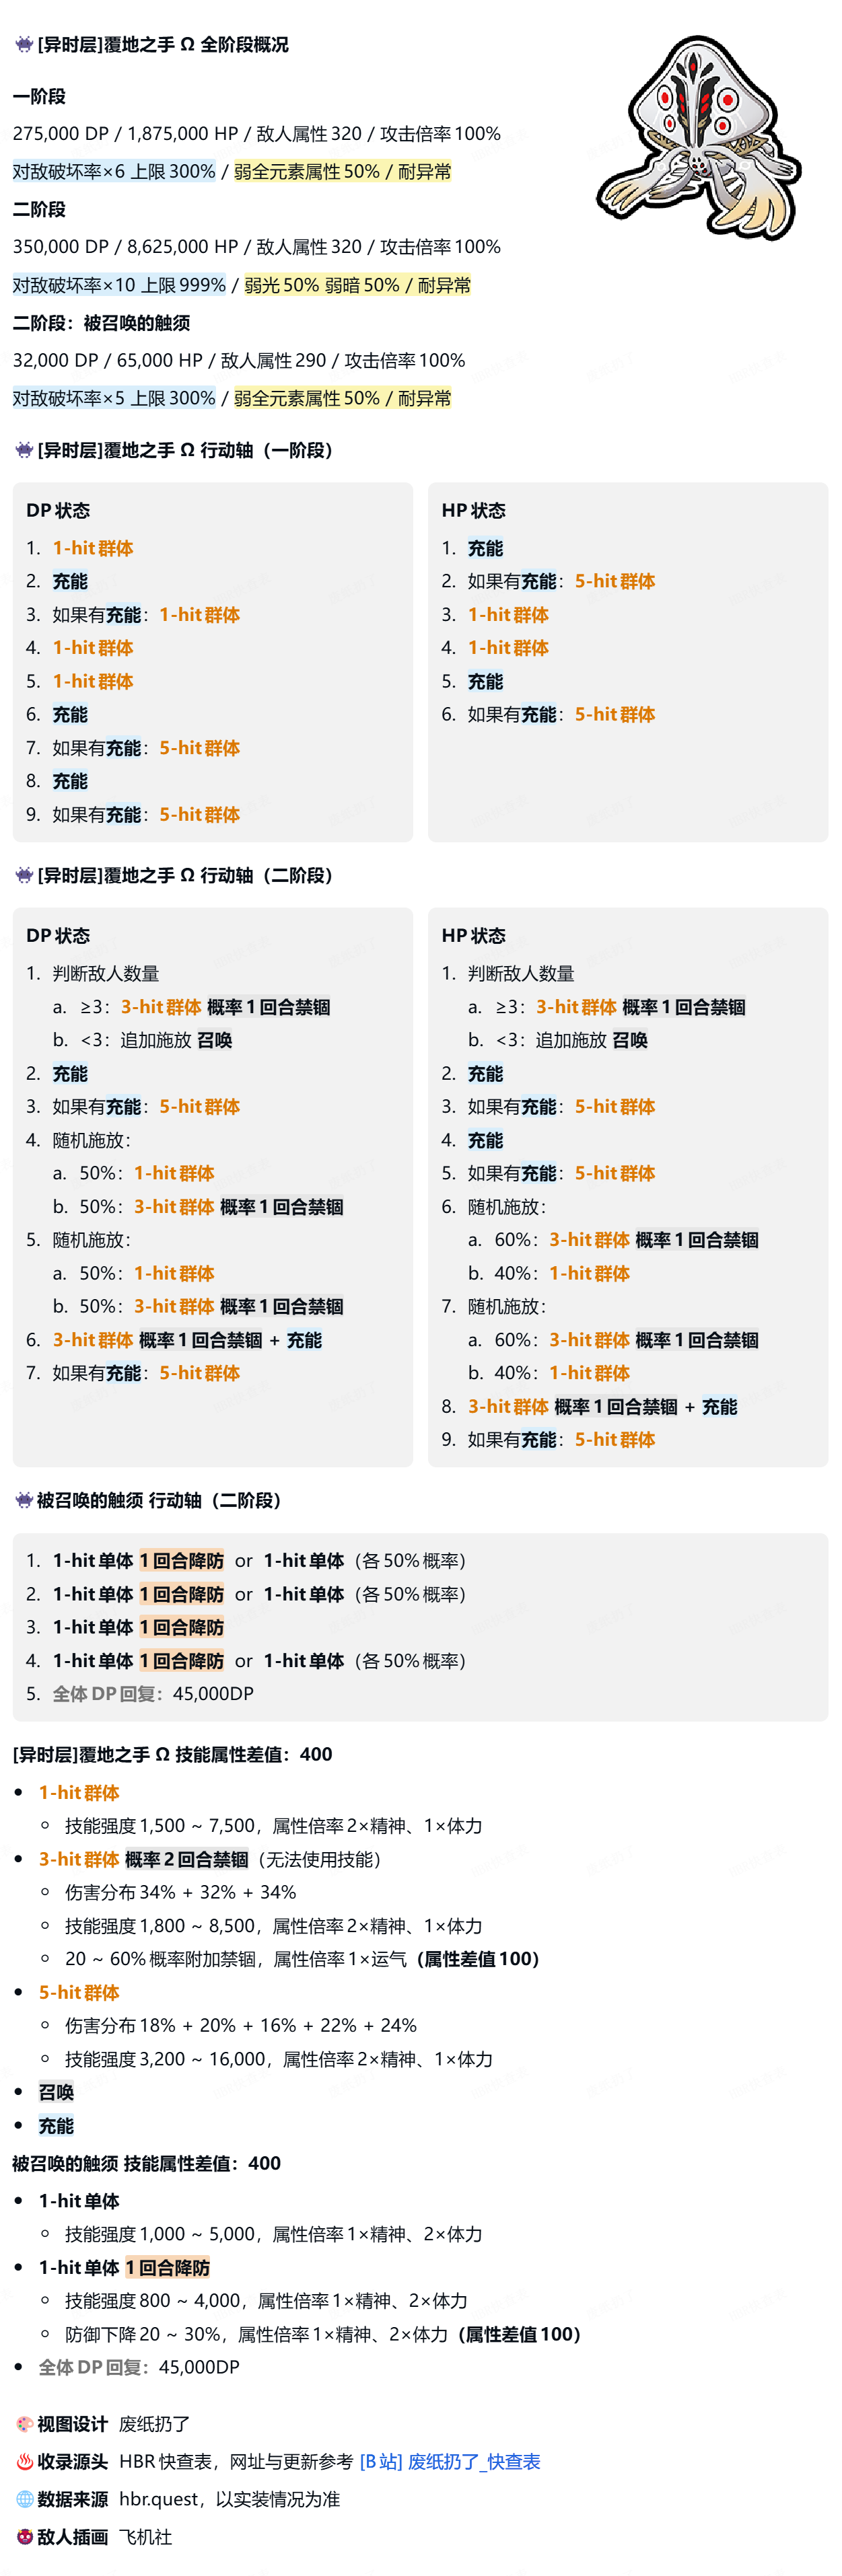 [异时层]覆地之手 Ω 全阶段概况
一阶段
275,000 DP / 1,875,000 HP / 敌人属性 320 / 攻击倍率 100%
对敌破坏率×6 上限 300% / 弱全元素属性 50% / 耐异常
二阶段
350,000 DP / 8,625,000 HP / 敌人属性 320 / 攻击倍率 100%
对敌破坏率×10 上限 999% / 弱光 50% 弱暗 50% / 耐异常
二阶段：被召唤的触须
32,000 DP / 65,000 HP / 敌人属性 290 / 攻击倍率 100%
对敌破坏率×5 上限 300% / 弱全元素属性 50% / 耐异常
[异时层]覆地之手 Ω 行动轴（一阶段）
DP 状态
1. 1-hit 群体
2. 充能
3. 如果有充能：1-hit 群体
4. 1-hit 群体
5. 1-hit 群体
6. 充能
7. 如果有充能：5-hit 群体
8. 充能
9. 如果有充能：5-hit 群体
HP 状态
1. 充能
2. 如果有充能：5-hit 群体
3. 1-hit 群体
4. 1-hit 群体
5. 充能
6. 如果有充能：5-hit 群体
[异时层]覆地之手 Ω 行动轴（二阶段）
DP 状态
1. 判断敌人数量
a. ≥3：3-hit 群体 概率 1 回合禁锢
b. <3：追加施放 召唤
2. 充能
3. 如果有充能：5-hit 群体
4. 随机施放：
a. 50%：1-hit 群体
b. 50%：3-hit 群体 概率 1 回合禁锢
5. 随机施放：
a. 50%：1-hit 群体
b. 50%：3-hit 群体 概率 1 回合禁锢
6. 3-hit 群体 概率 1 回合禁锢 + 充能
7. 如果有充能：5-hit 群体
HP 状态
1. 判断敌人数量
a. ≥3：3-hit 群体 概率 1 回合禁锢
b. <3：追加施放 召唤
2. 充能
3. 如果有充能：5-hit 群体
4. 充能
5. 如果有充能：5-hit 群体
6. 随机施放：
a. 60%：3-hit 群体 概率 1 回合禁锢
b. 40%：1-hit 群体
7. 随机施放：
a. 60%：3-hit 群体 概率 1 回合禁锢
b. 40%：1-hit 群体
8. 3-hit 群体 概率 1 回合禁锢 + 充能
9. 如果有充能：5-hit 群体
被召唤的触须 行动轴（二阶段）
1. 1-hit 单体 1 回合降防 or 1-hit 单体（各 50% 概率）
2. 1-hit 单体 1 回合降防 or 1-hit 单体（各 50% 概率）
3. 1-hit 单体 1 回合降防
4. 1-hit 单体 1 回合降防 or 1-hit 单体（各 50% 概率）
5. 全体 DP 回复：45,000DP
[异时层]覆地之手 Ω 技能属性差值：400
• 1-hit 群体
◦ 技能强度 1,500 ~ 7,500，属性倍率 2×精神、1×体力
• 3-hit 群体 概率 2 回合禁锢（无法使用技能）
◦ 伤害分布 34% + 32% + 34%
◦ 技能强度 1,800 ~ 8,500，属性倍率 2×精神、1×体力
◦ 20 ~ 60% 概率附加禁锢，属性倍率 1×运气（属性差值 100）
• 5-hit 群体
◦ 伤害分布 18% + 20% + 16% + 22% + 24%
◦ 技能强度 3,200 ~ 16,000，属性倍率 2×精神、1×体力
• 召唤
• 充能
被召唤的触须 技能属性差值：400
• 1-hit 单体
◦ 技能强度 1,000 ~ 5,000，属性倍率 1×精神、2×体力
• 1-hit 单体 1 回合降防
◦ 技能强度 800 ~ 4,000，属性倍率 1×精神、2×体力
◦ 防御下降 20 ~ 30%，属性倍率 1×精神、2×体力（属性差值 100）
• 全体 DP 回复：45,000DP
视图设计 废纸扔了
收录源头 HBR 快查表，网址与更新参考 [B 站] 废纸扔了_快查表
数据来源 hbr.quest，以实装情况为准
敌人插画 飞机社